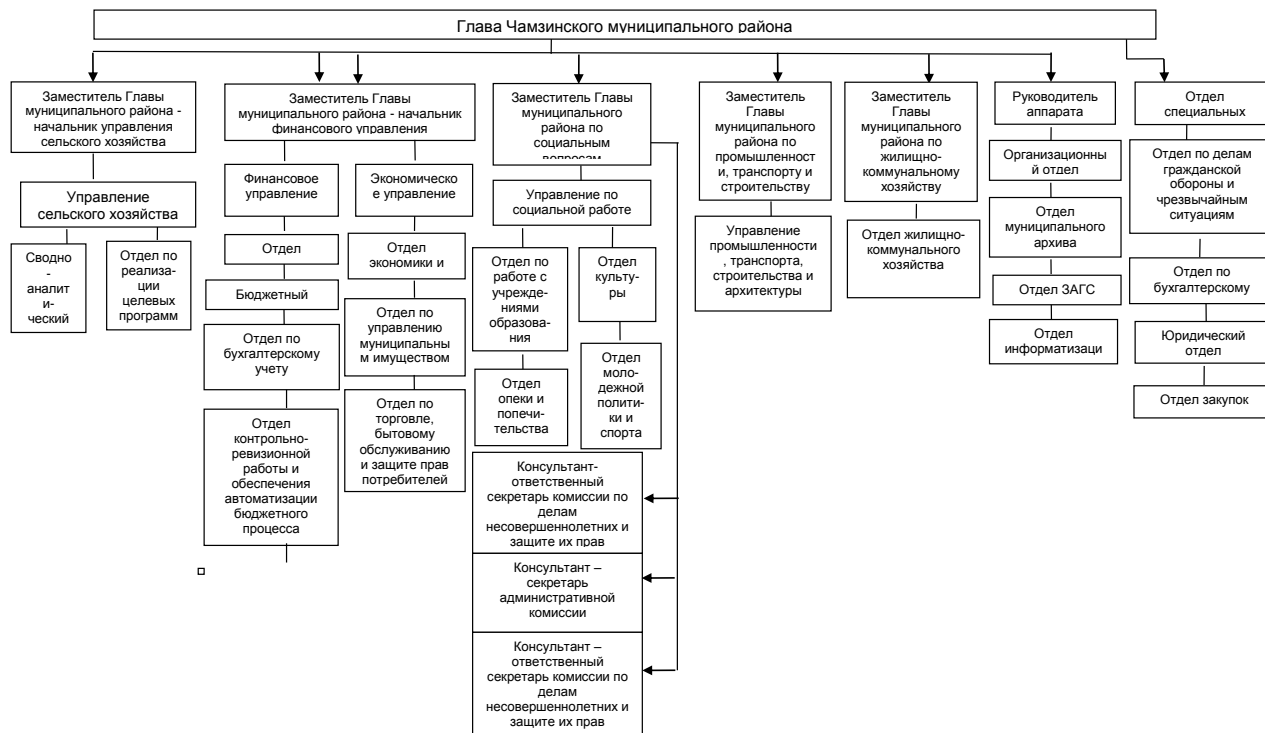 Глава Чамзинского муниципального района
Заместитель Главы
муниципального района -
начальник управления
сельского хозяйства
Управление
сельского хозяйства
Сводно
-
аналит
и-
ческий
Отдел по
реализа-
ции
целевых
программ
Заместитель Главы
муниципального района - начальник
финансового управления
Финансовое
управление
Отдел
Бюджетный
Отдел по
бухгалтерскому
учету
Отдел
контрольно-
ревизионной
работы и
обеспечения
автоматизации
бюджетного
процесса
Экономическо
е управление
Отдел
экономики и
Отдел по
управлению
муниципальны
м имуществом
Отдел по
торговле,
бытовому
обслуживанию
и защите прав
потребителей
Заместитель Главы
муниципального
района по
социальным
вопросам
Управление по
социальной работе
Отдел по
работе с
учрежде-
ниями
образова-
ния
Отдел
опеки и
попечи-
тельства
Отдел
культу-
ры
Отдел
моло-
дежной
полити-
ки и
спорта
Консультант-
ответственный
секретарь комиссии по
делам
несовершеннолетних и
защите их прав
Консультант –
секретарь
административной
комиссии
Консультант –
ответственный
секретарь комиссии по
делам
несовершеннолетних и
защите их прав
Заместитель
Главы
муниципального
района по
промышленност
и, транспорту и
строительству
Управление
промышленности
, транспорта,
строительства и
архитектуры
Заместитель
Главы
муниципального
района по
жилищно-
коммунальному
хозяйству
Отдел жилищно-
коммунального
хозяйства
Руководитель
аппарата
Организационны
й отдел
Отдел
муниципального
архива
Отдел ЗАГС
Отдел
информатизаци
Отдел
специальных
Отдел по делам
гражданской
обороны и
чрезвычайным
ситуациям
Отдел по
бухгалтерскому
Юридический
отдел
Отдел закупок